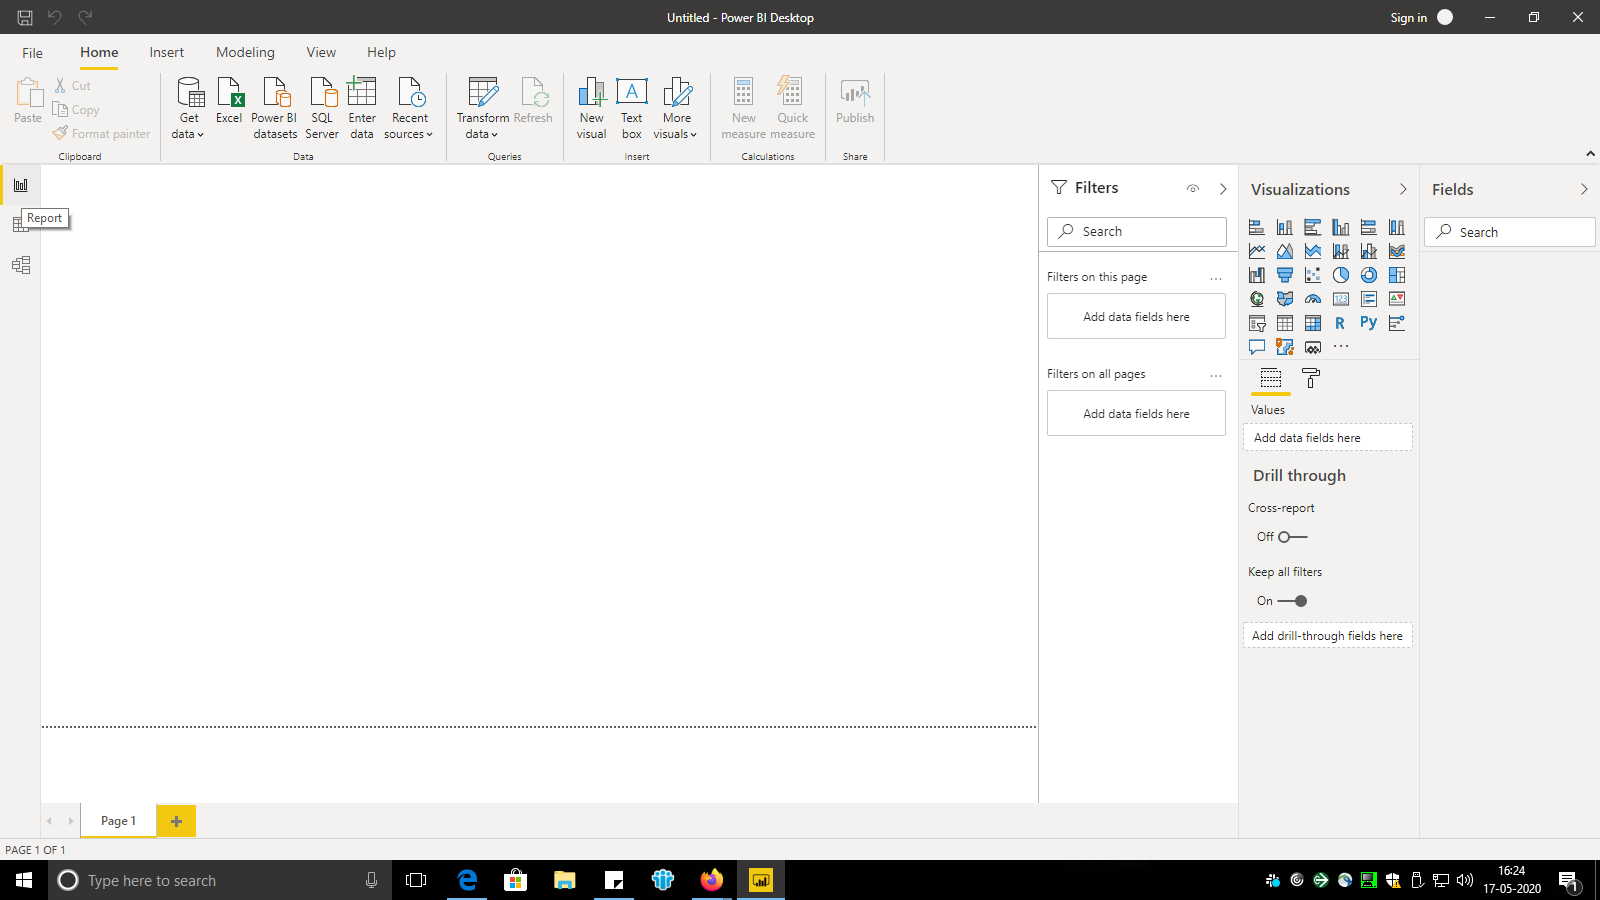 Untitled - Power BI Desktop
Sign in
File Home Insert Modeling View Help
Paste
Cut
Copy
Format painter
Clipboard
Get data
Excel
Power BI datasets
SQL Server
Enter data
Recent sources
Data
Transform data
Refresh
Queries
New visual
Text box
More visuals
Insert
New measure
Quick measure
Calculations
Publish
Share
Report
Filters
Search
Filters on this page
...
Add data fields here
Filters on all pages
...
Add data fields here
Visualizations
123
R
Py
...
Values
Add data fields here
Drill through
Cross-report
Off
Keep all filters
On
Add drill-through fields here
Fields
Search
Page 1
+
PAGE 1 OF 1
Type here to search
16:24
17-05-2020
1